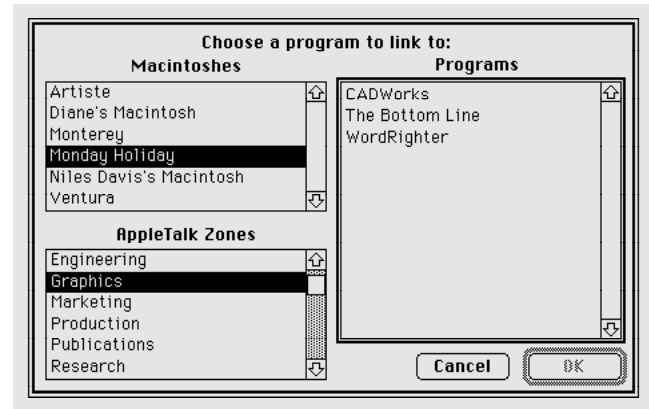 Choose a program to link to:
Macintoshes
Artiste
Diane's Macintosh
Monterey
Monday Holiday
Niles Davis's Macintosh
Ventura
AppleTalk Zones
Engineering
Graphics
Marketing
Production
Publications
Research
Programs
CADWorks
The Bottom Line
WordRighter
Cancel
OK